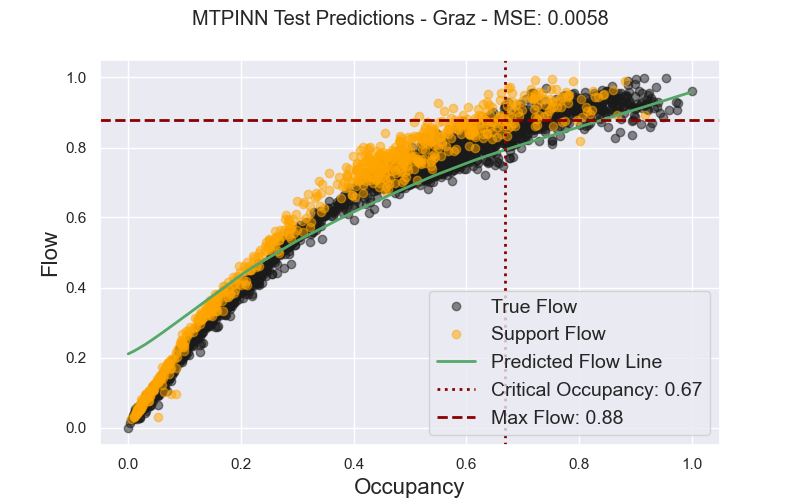 MTPINN Test Predictions - Graz - MSE: 0.0058
1.0
0.8
0.6
0.4
0.2
0.0
Flow
True Flow
Support Flow
Predicted Flow Line
Critical Occupancy: 0.67
Max Flow: 0.88
0.0 0.2 0.4 0.6 0.8 1.0
Occupancy